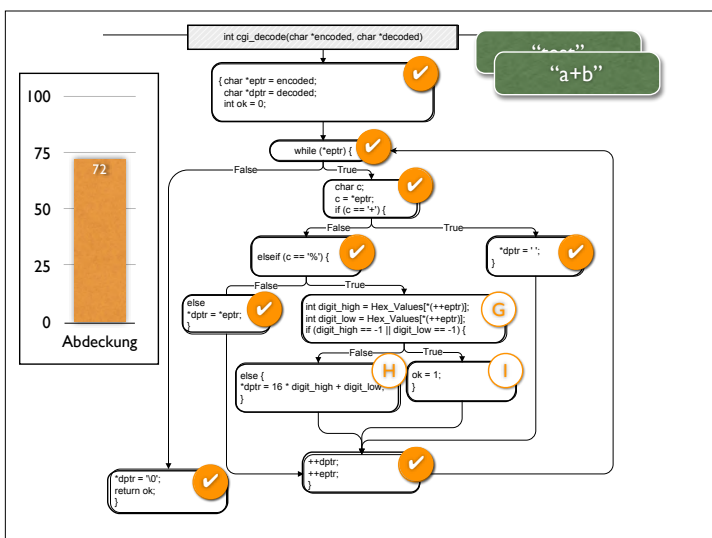 int cgi_decode(char *encoded, char *decoded)
“a+b”
{ char *eptr = encoded;
char *dptr = decoded;
int ok = 0;
100
75
72
50
25
0
Abdeckung
while (*eptr) {
False
True
char c;
c = *eptr;
if (c == '+') {
False
True
elseif (c == '%') {
*dptr = ' ';
}
False
True
else
*dptr = *eptr;
}
int digit_high = Hex_Values[*(++eptr)];
int digit_low = Hex_Values[*(++eptr)];
if (digit_high == -1 || digit_low == -1) {
G
False
True
else {
*dptr = 16 * digit_high + digit_low;
}
H
ok = 1;
}
I
++dptr;
++eptr;
}
*dptr = '\0';
return ok;
}